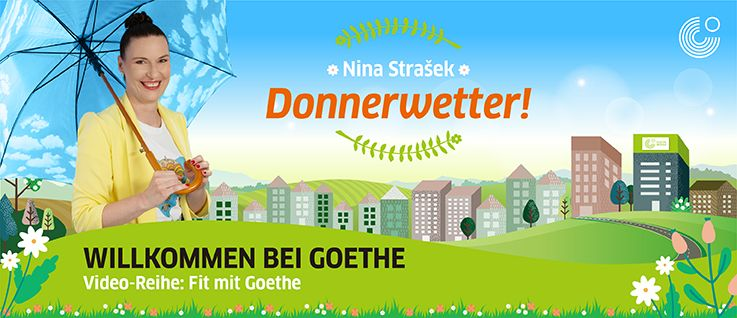 Nina Strašek
Donnerwetter!
WILLKOMMEN BEI GOETHE
Video-Reihe: Fit mit Goethe